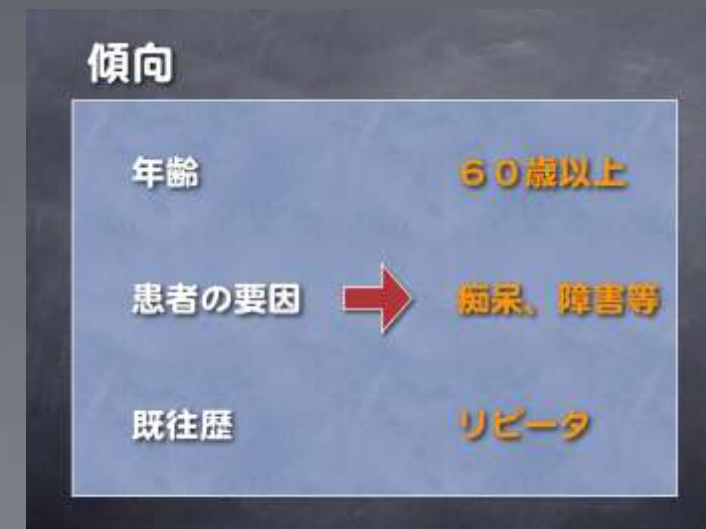 傾向
年齢 ６０歳以上
患者の要因 痴呆、障害等
既往歴 リピータ